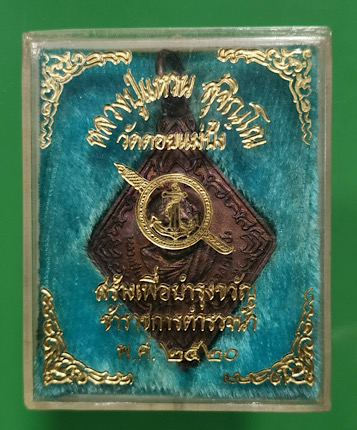 หลวงปู่แหวน สุจิณฺโณ
วัดดอยแม่ปั๋ง
สร้างเพื่อบำรุงขวัญ
ข้าราชการตำรวจน้ำ
พ.ศ. ๒๕๒๐